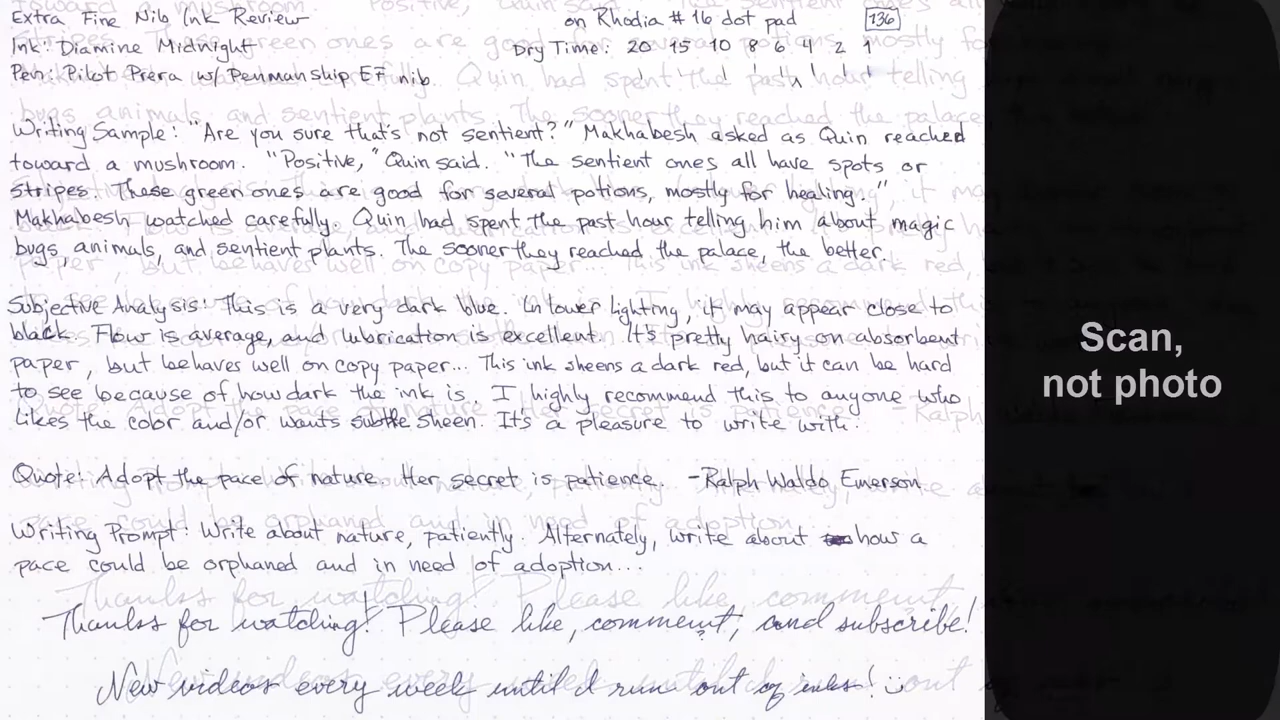 Extra Fine Nib Ink Review on Rhodia #16 dot pad 136
Ink: Diamine Midnight Dry Time: 20 15 10 8 6 4 2 1
Pen: Pilot Prera w/ Penmanship EF nib
Writing Sample: "Are you sure that's not sentient?" Makhabesh asked as Quin reached
toward a mushroom. "Positive," Quin said. "The sentient ones all have spots or
stripes. These green ones are good for several potions, mostly for healing."
Makhabesh watched carefully. Quin had spent the past hour telling him about magic
bugs, animals, and sentient plants. The sooner they reached the palace, the better.
Subjective Analysis: This is a very dark blue. In lower lighting, it may appear close to
black. Flow is average, and lubrication is excellent. It's pretty hairy on absorbent
paper, but behaves well on copy paper... This ink sheens a dark red, but it can be hard
to see because of how dark the ink is. I highly recommend this to anyone who
likes the color and/or wants subtle sheen. It's a pleasure to write with.
Quote: Adopt the pace of nature. Her secret is patience. -Ralph Waldo Emerson
Writing Prompt: Write about nature, patiently. Alternately, write about how a
pace could be orphaned and in need of adoption...
Thanks for watching! Please like, comment, and subscribe!
New videos every week until I run out of inks!
Scan,
not photo